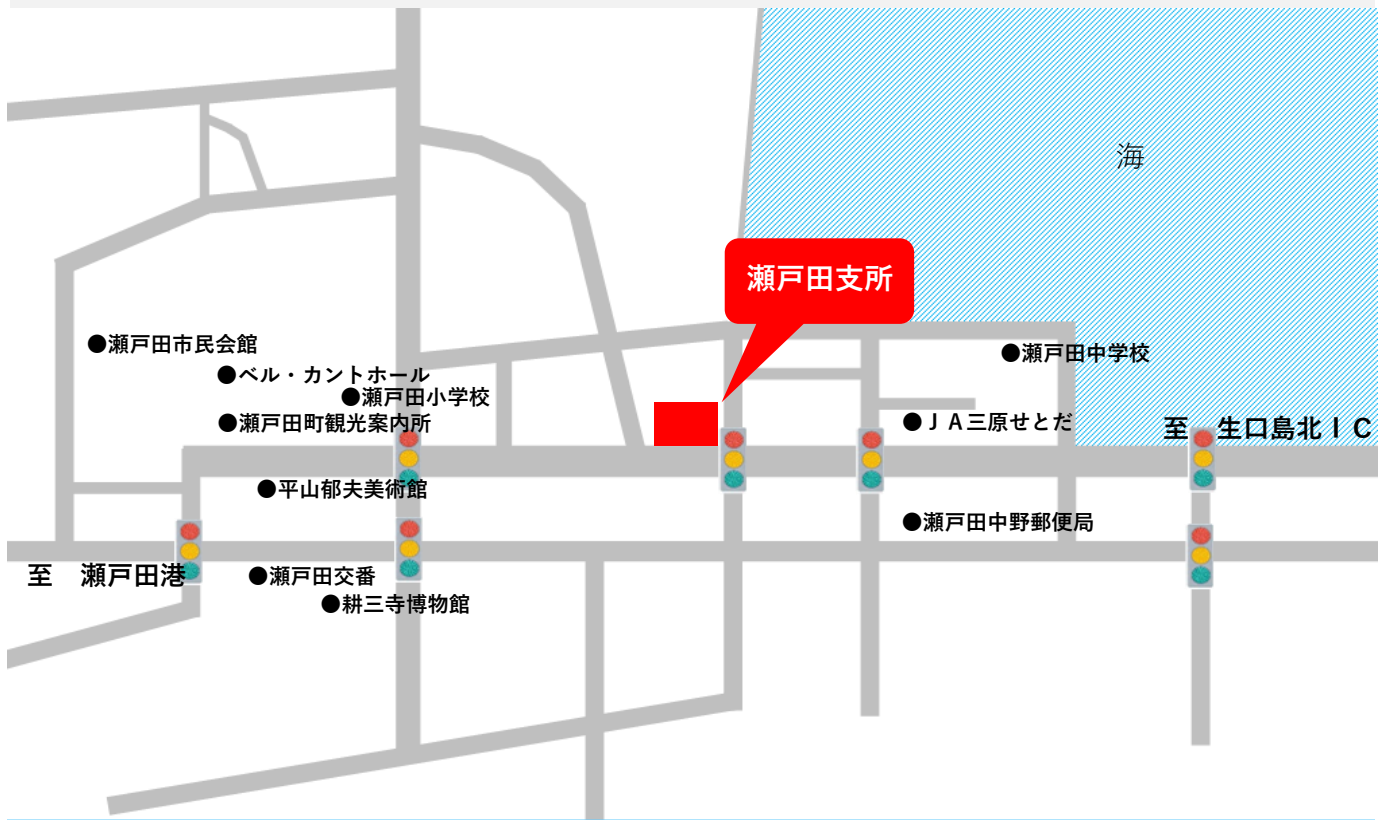 海
瀬戸田支所
●瀬戸田市民会館
●瀬戸田中学校
●ベル・カントホール
●瀬戸田小学校
●瀬戸田町観光案内所
●ＪＡ三原せとだ
至　生口島北ＩＣ
●平山郁夫美術館
●瀬戸田中野郵便局
至　瀬戸田港
●瀬戸田交番
●耕三寺博物館